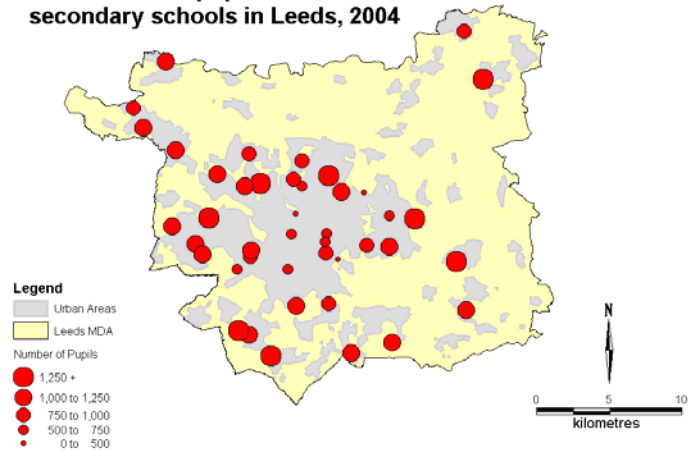 secondary schools in Leeds, 2004
Legend
Urban Areas
Leeds MDA
Number of Pupils
1,250 +
1,000 to 1,250
750 to 1,000
500 to 750
0 to 500
N
0 5 10
kilometres